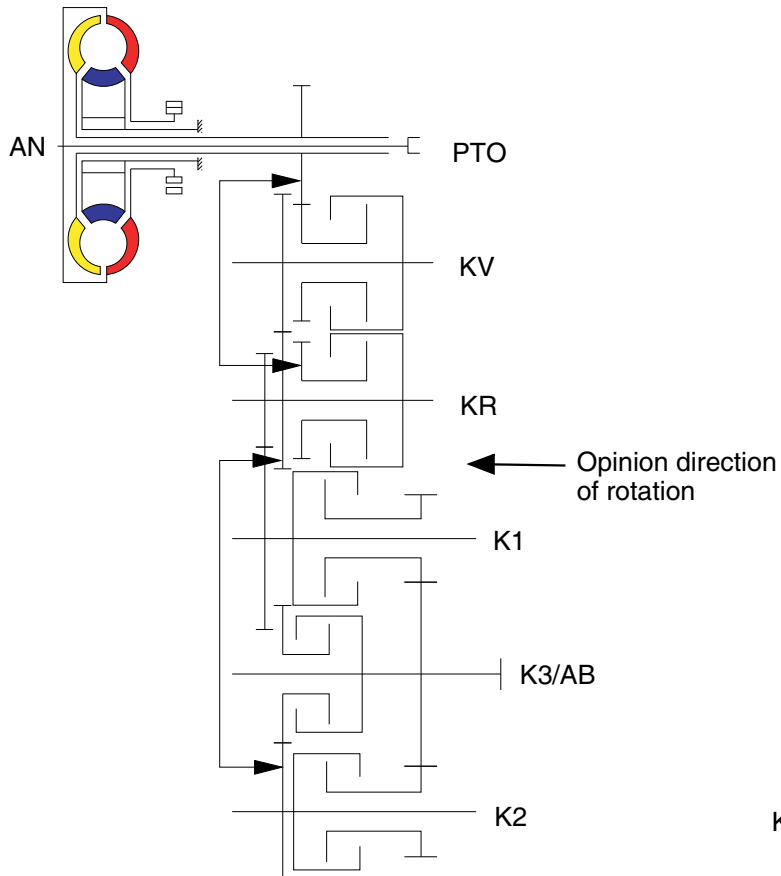 AN
PTO
KV
KR
Opinion direction
of rotation
K1
K3/AB
K2
K